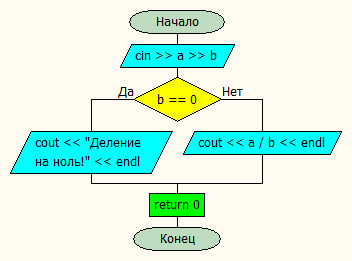 Начало
cin >> a >> b
Да
Нет
b == 0
cout << "Деление
на ноль!" << endl
cout << a / b << endl
return 0
Конец